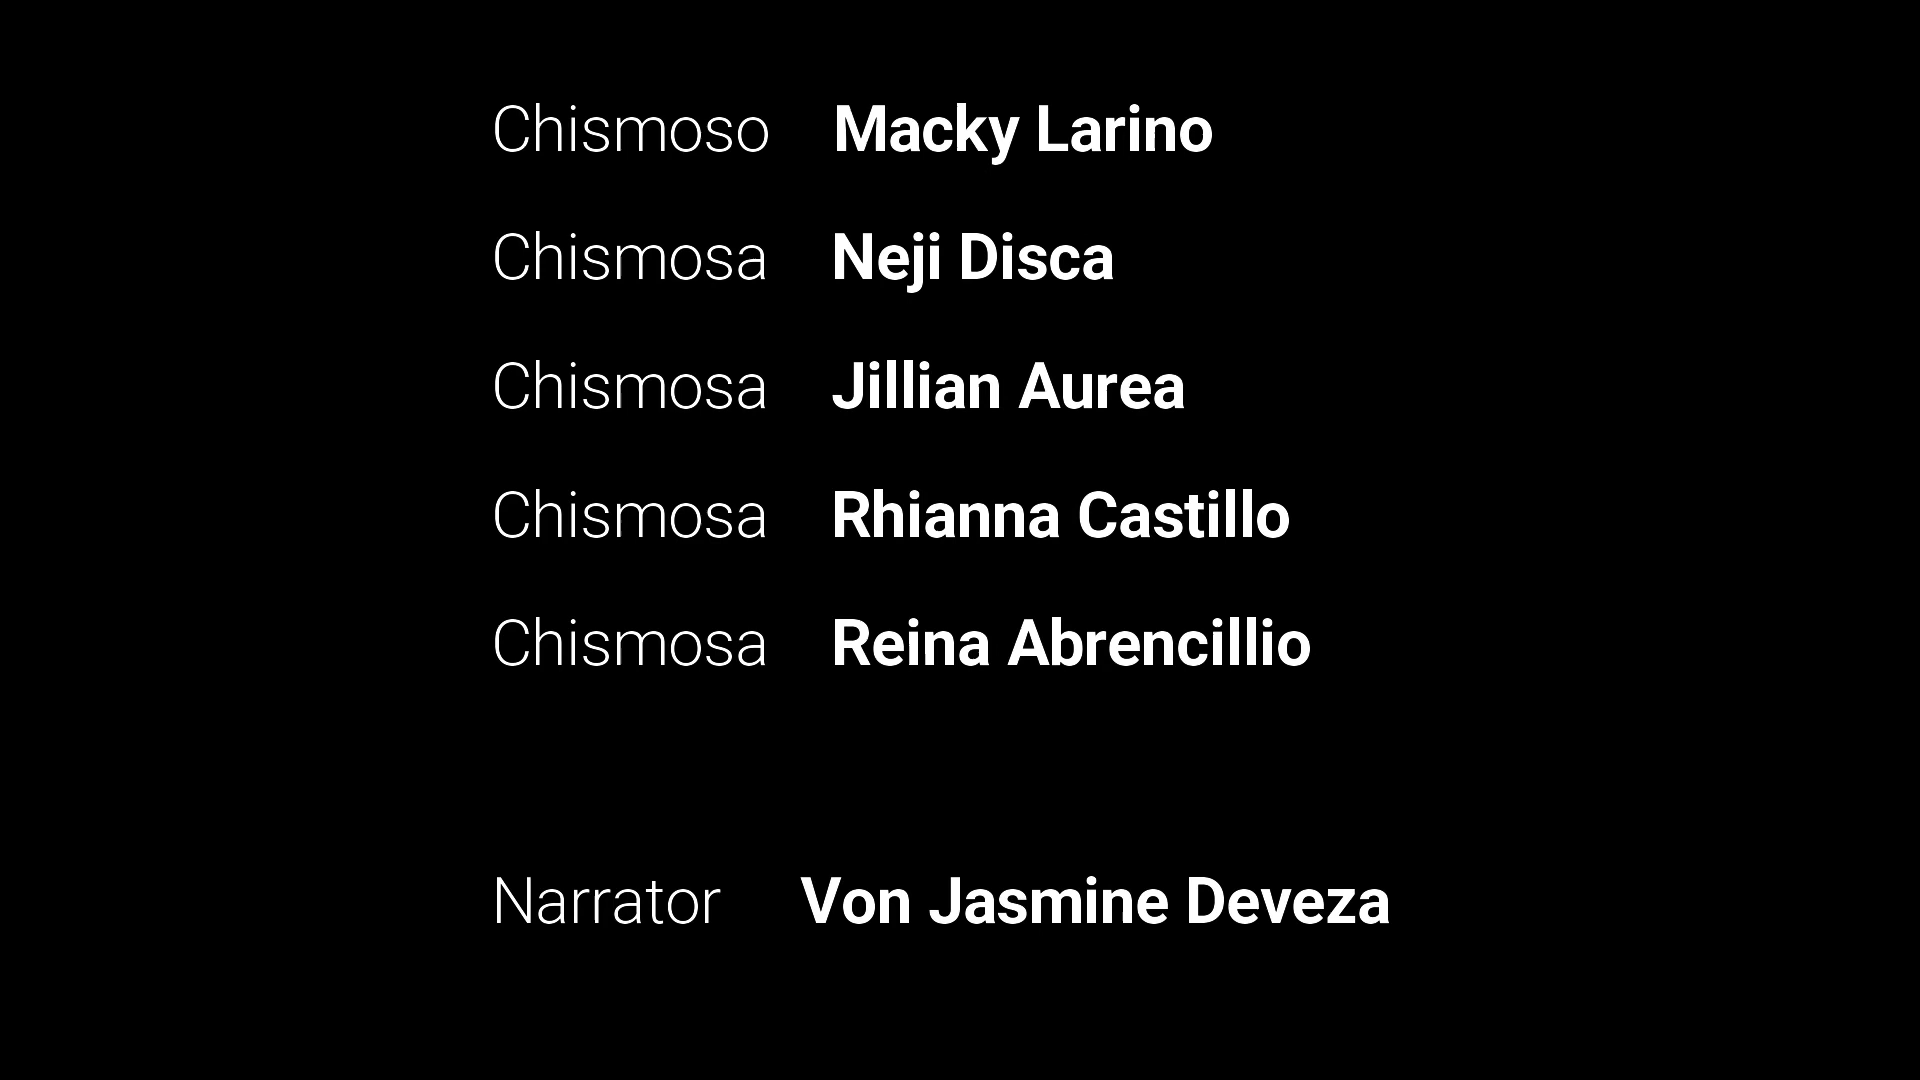 Chismoso Macky Larino
Chismosa Neji Disca
Chismosa Jillian Aurea
Chismosa Rhianna Castillo
Chismosa Reina Abrencillio
Narrator Von Jasmine Deveza